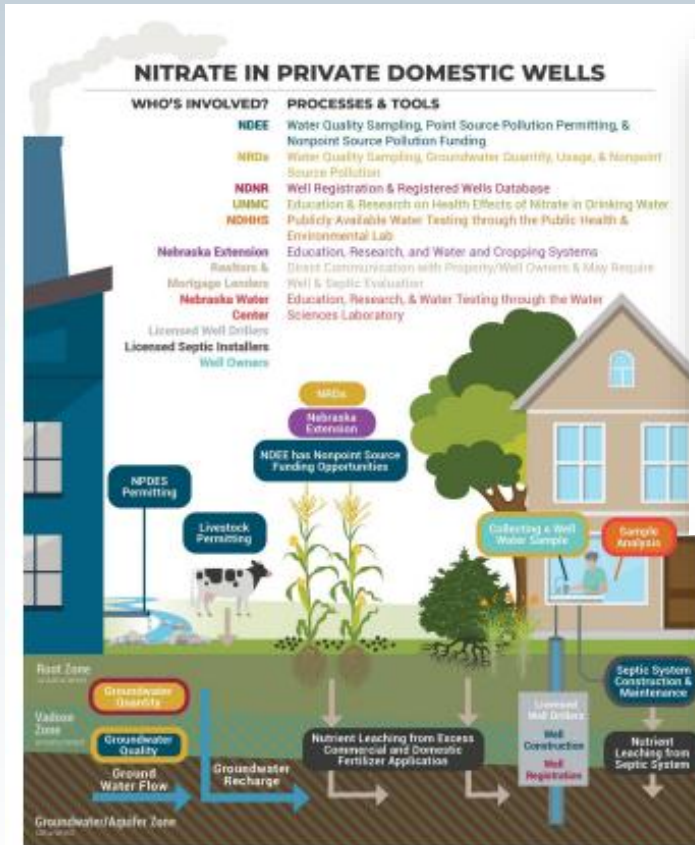 NITRATE IN PRIVATE DOMESTIC WELLS
WHO'S INVOLVED? PROCESSES & TOOLS
NDEE Water Quality Sampling, Point Source Pollution Permitting, &
Nonpoint Source Pollution Funding
NRDs Water Quality Sampling, Groundwater Quantity, Usage, & Nonpoint
Source Pollution
NDNR Well Registration & Registered Wells Database
UNMC Education & Research on Health Effects of Nitrate in Drinking Water
NDHHS Publicly Available Water Testing through the Public Health &
Environmental Lab
Nebraska Extension Education, Research, and Water and Cropping Systems
Realtors & Direct Communication with Property/Well Owners & May Require
Mortgage Lenders Well & Septic Evaluation
Nebraska Water Education, Research, & Water Testing through the Water
Center Sciences Laboratory
Licensed Well Drillers
Licensed Septic Installers
Well Owners
NRDs
Nebraska
Extension
NDEE has Nonpoint Source
Funding Opportunities
NPDES
Permitting
Livestock
Permitting
Collecting a Well
Water Sample
Sample
Analysis
Root Zone
Groundwater
Quantity
Vadose
Zone
Groundwater
Quality
Ground
Water Flow
Groundwater
Recharge
Nutrient Leaching from Excess
Commercial and Domestic
Fertilizer Application
Licensed
Well Drillers
Well
Construction
Well
Registration
Septic System
Construction &
Maintenance
Nutrient
Leaching from
Septic System
Groundwater/Aquifer Zone